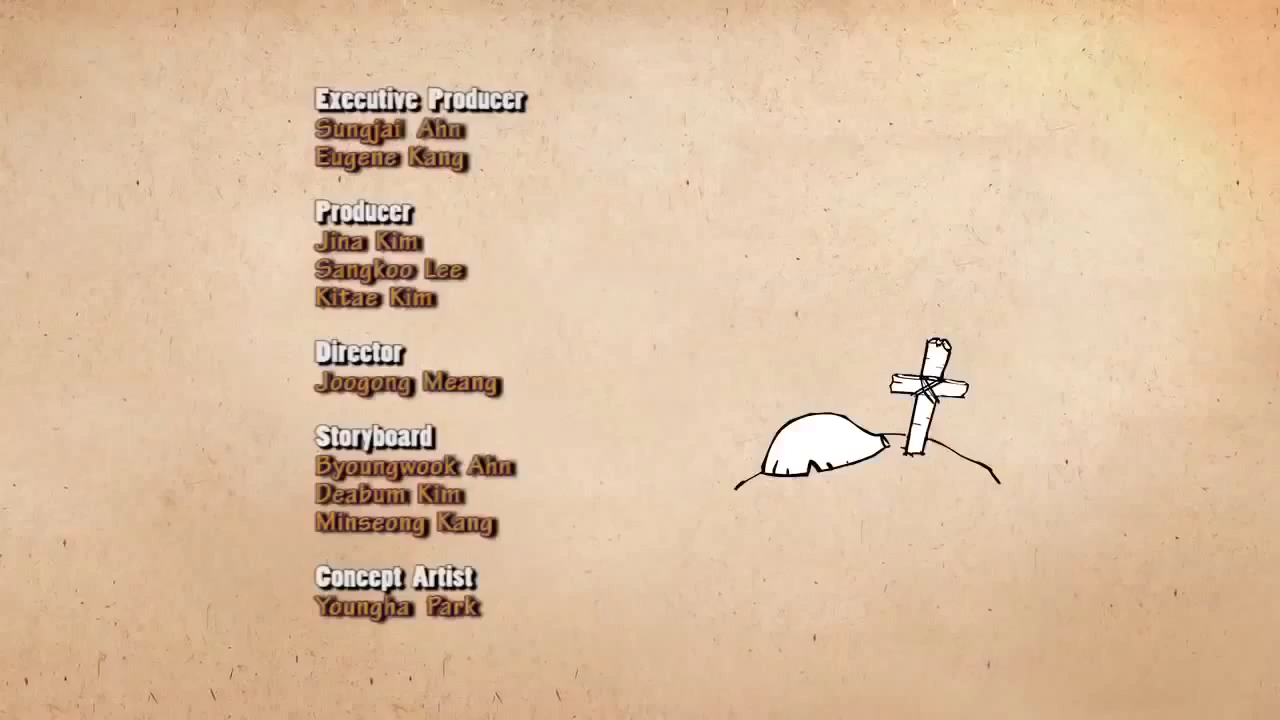 Executive Producer
Sungjai Ahn
Eugene Kang
Producer
Jina Kim
Sangkoo Lee
Kitae Kim
Director
Joogong Meang
Storyboard
Byoungwook Ahn
Deabum Kim
Minseong Kang
Concept Artist
Youngha Park